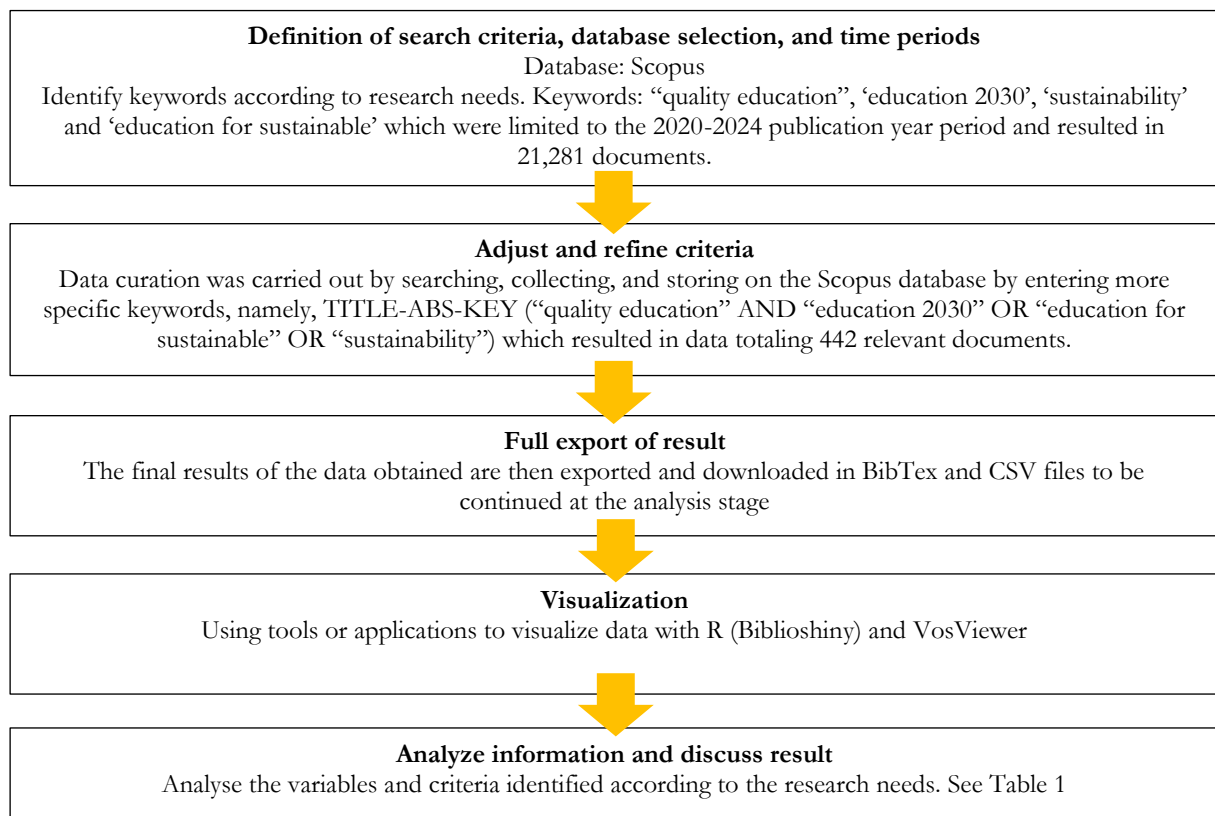 Definition of search criteria, database selection, and time periods
Database: Scopus
Identify keywords according to research needs. Keywords: “quality education”, ‘education 2030’, ‘sustainability’
and ‘education for sustainable’ which were limited to the 2020-2024 publication year period and resulted in
21,281 documents.
Adjust and refine criteria
Data curation was carried out by searching, collecting, and storing on the Scopus database by entering more
specific keywords, namely, TITLE-ABS-KEY (“quality education” AND “education 2030” OR “education for
sustainable” OR “sustainability”) which resulted in data totaling 442 relevant documents.
Full export of result
The final results of the data obtained are then exported and downloaded in BibTex and CSV files to be
continued at the analysis stage
Visualization
Using tools or applications to visualize data with R (Biblioshiny) and VosViewer
Analyze information and discuss result
Analyse the variables and criteria identified according to the research needs. See Table 1